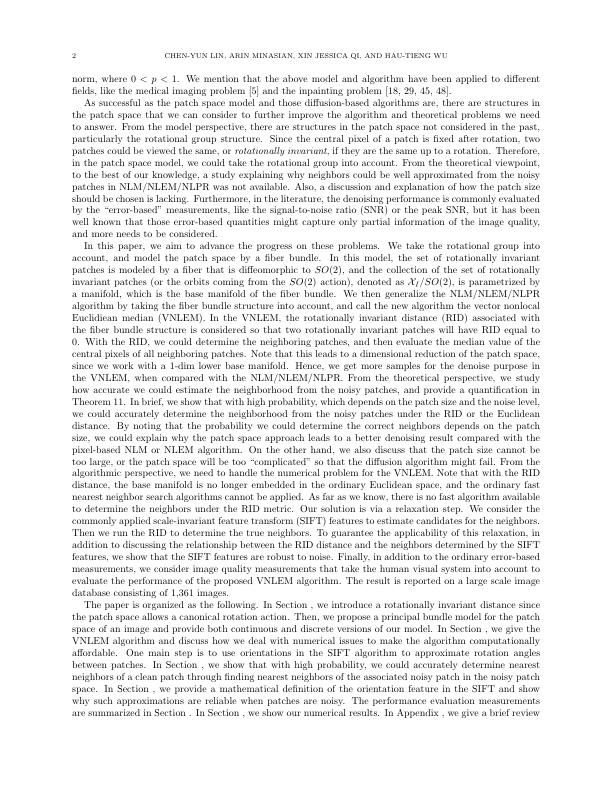 2 CHEN-YUN LIN, ARIN MINASIAN, XIN JESSICA QI, AND HAU-TIENG WU
norm, where 0 < p < 1. We mention that the above model and algorithm have been applied to different
fields, like the medical imaging problem [5] and the inpainting problem [18, 29, 45, 48].
As successful as the patch space model and those diffusion-based algorithms are, there are structures in
the patch space that we can consider to further improve the algorithm and theoretical problems we need
to answer. From the model perspective, there are structures in the patch space not considered in the past,
particularly the rotational group structure. Since the central pixel of a patch is fixed after rotation, two
patches could be viewed the same, or rotationally invariant, if they are the same up to a rotation. Therefore,
in the patch space model, we could take the rotational group into account. From the theoretical viewpoint,
to the best of our knowledge, a study explaining why neighbors could be well approximated from the noisy
patches in NLM/NLEM/NLPR was not available. Also, a discussion and explanation of how the patch size
should be chosen is lacking. Furthermore, in the literature, the denoising performance is commonly evaluated
by the “error-based” measurements, like the signal-to-noise ratio (SNR) or the peak SNR, but it has been
well known that those error-based quantities might capture only partial information of the image quality,
and more needs to be considered.
In this paper, we aim to advance the progress on these problems. We take the rotational group into
account, and model the patch space by a fiber bundle. In this model, the set of rotationally invariant
patches is modeled by a fiber that is diffeomorphic to SO(2), and the collection of the set of rotationally
invariant patches (or the orbits coming from the SO(2) action), denoted as 𝒳_I/SO(2), is parametrized by
a manifold, which is the base manifold of the fiber bundle. We then generalize the NLM/NLEM/NLPR
algorithm by taking the fiber bundle structure into account, and call the new algorithm the vector nonlocal
Euclidiean median (VNLEM). In the VNLEM, the rotationally invariant distance (RID) associated with
the fiber bundle structure is considered so that two rotationally invariant patches will have RID equal to
0. With the RID, we could determine the neighboring patches, and then evaluate the median value of the
central pixels of all neighboring patches. Note that this leads to a dimensional reduction of the patch space,
since we work with a 1-dim lower base manifold. Hence, we get more samples for the denoise purpose in
the VNLEM, when compared with the NLM/NLEM/NLPR. From the theoretical perspective, we study
how accurate we could estimate the neighborhood from the noisy patches, and provide a quantification in
Theorem 11. In brief, we show that with high probability, which depends on the patch size and the noise level,
we could accurately determine the neighborhood from the noisy patches under the RID or the Euclidean
distance. By noting that the probability we could determine the correct neighbors depends on the patch
size, we could explain why the patch space approach leads to a better denoising result compared with the
pixel-based NLM or NLEM algorithm. On the other hand, we also discuss that the patch size cannot be
too large, or the patch space will be too “complicated” so that the diffusion algorithm might fail. From the
algorithmic perspective, we need to handle the numerical problem for the VNLEM. Note that with the RID
distance, the base manifold is no longer embedded in the ordinary Euclidean space, and the ordinary fast
nearest neighbor search algorithms cannot be applied. As far as we know, there is no fast algorithm available
to determine the neighbors under the RID metric. Our solution is via a relaxation step. We consider the
commonly applied scale-invariant feature transform (SIFT) features to estimate candidates for the neighbors.
Then we run the RID to determine the true neighbors. To guarantee the applicability of this relaxation, in
addition to discussing the relationship between the RID distance and the neighbors determined by the SIFT
features, we show that the SIFT features are robust to noise. Finally, in addition to the ordinary error-based
measurements, we consider image quality measurements that take the human visual system into account to
evaluate the performance of the proposed VNLEM algorithm. The result is reported on a large scale image
database consisting of 1,361 images.
The paper is organized as the following. In Section , we introduce a rotationally invariant distance since
the patch space allows a canonical rotation action. Then, we propose a principal bundle model for the patch
space of an image and provide both continuous and discrete versions of our model. In Section , we give the
VNLEM algorithm and discuss how we deal with numerical issues to make the algorithm computationally
affordable. One main step is to use orientations in the SIFT algorithm to approximate rotation angles
between patches. In Section , we show that with high probability, we could accurately determine nearest
neighbors of a clean patch through finding nearest neighbors of the associated noisy patch in the noisy patch
space. In Section , we provide a mathematical definition of the orientation feature in the SIFT and show
why such approximations are reliable when patches are noisy. The performance evaluation measurements
are summarized in Section . In Section , we show our numerical results. In Appendix , we give a brief review